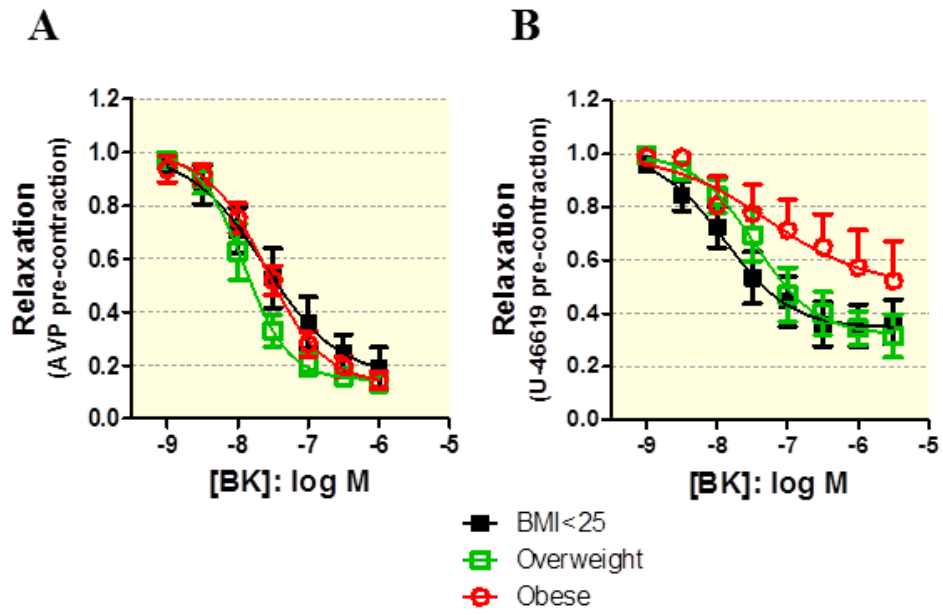 A
B
Relaxation
(AVP pre-contraction)
1.2
1.0
0.8
0.6
0.4
0.2
0.0
-9 -8 -7 -6 -5
[BK]: log M
Relaxation
(U-46619 pre-contraction)
1.2
1.0
0.8
0.6
0.4
0.2
0.0
-9 -8 -7 -6 -5
[BK]: log M
BMI<25
Overweight
Obese